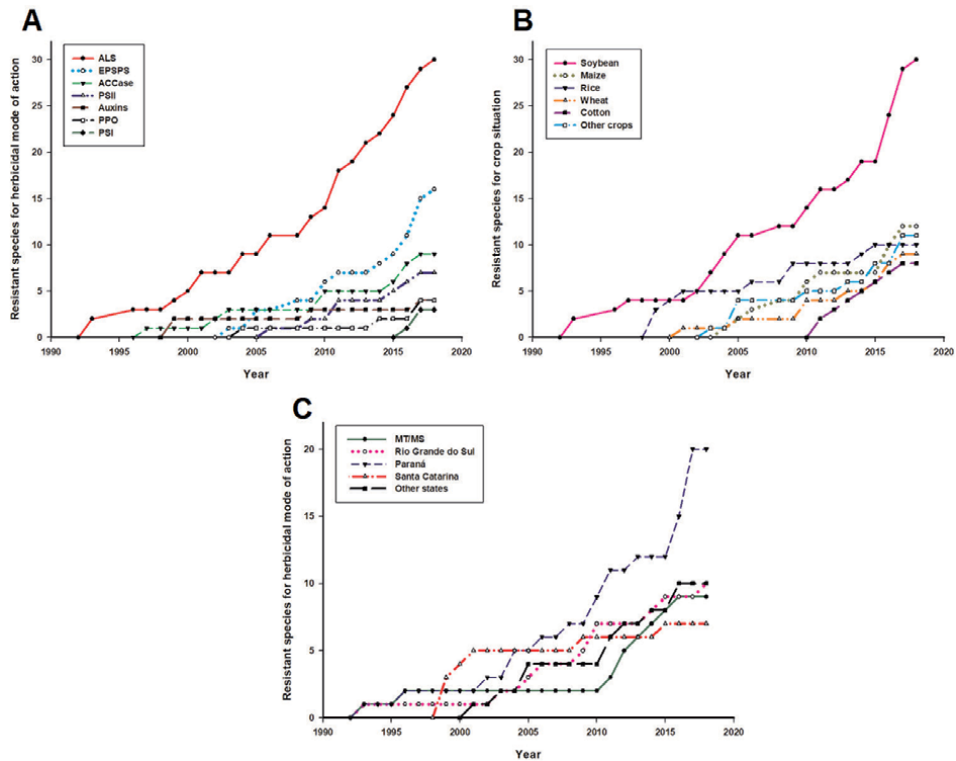 A
Resistant species for herbicidal mode of action
30
25
20
15
10
5
0
ALS
EPSPS
ACCase
PSII
Auxins
PPO
PSI
1990 1995 2000 2005 2010 2015 2020
Year
B
Resistant species for crop situation
30
25
20
15
10
5
0
Soybean
Maize
Rice
Wheat
Cotton
Other crops
1990 1995 2000 2005 2010 2015 2020
Year
C
Resistant species for herbicidal mode of action
20
15
10
5
0
MT/MS
Rio Grande do Sul
Paraná
Santa Catarina
Other states
1990 1995 2000 2005 2010 2015 2020
Year